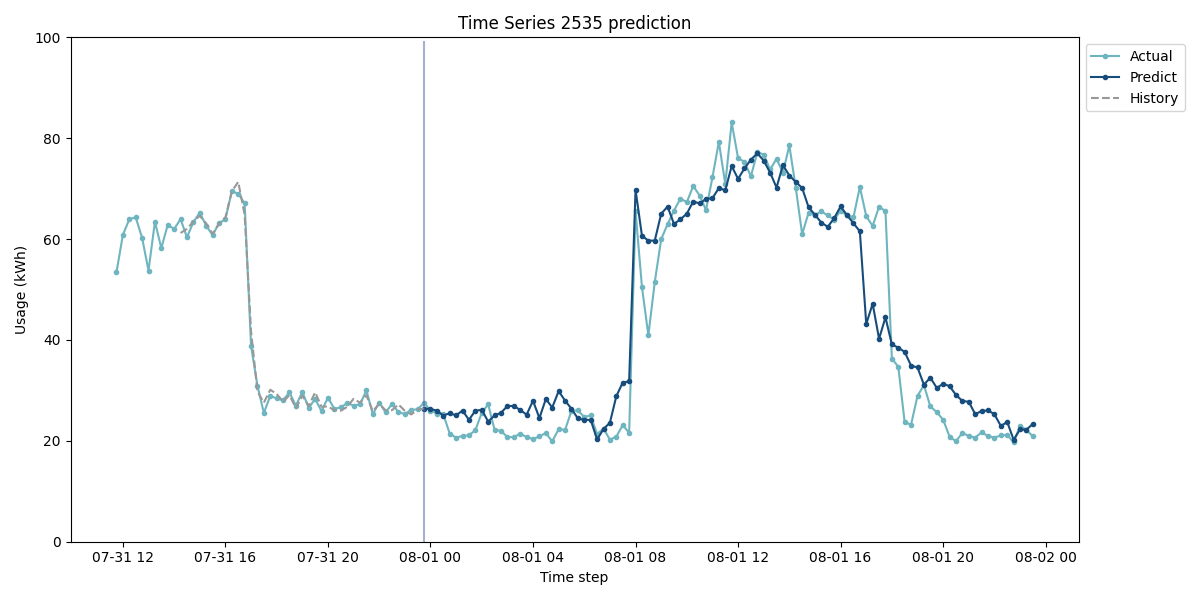 Time Series 2535 prediction
100
80
60
40
20
0
Usage (kWh)
07-31 12
07-31 16
07-31 20
08-01 00
08-01 04
08-01 08
08-01 12
08-01 16
08-01 20
08-02 00
Time step
Actual
Predict
History